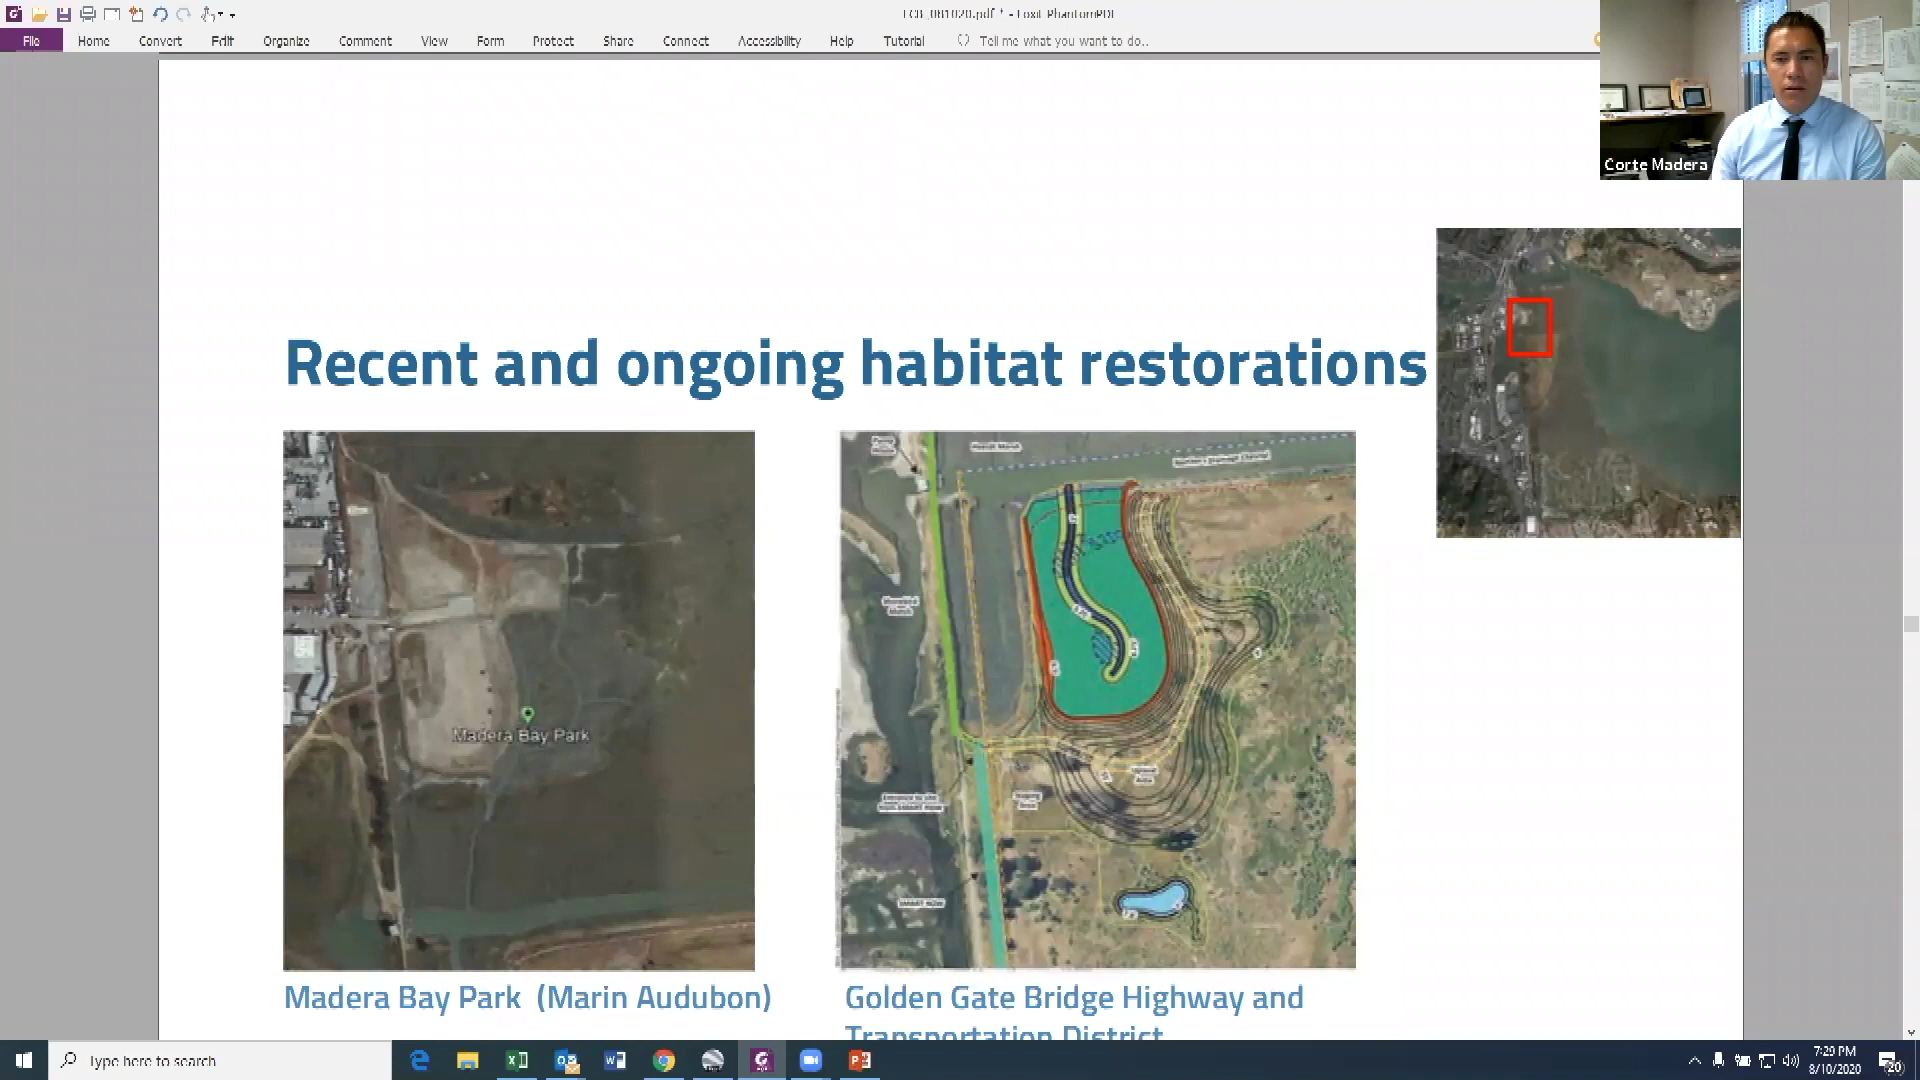 File Home Convert Edit Organize Comment View Form Protect Share Connect Accessibility Help Tutorial Tell me what you want to do..
Corte Madera
Recent and ongoing habitat restorations
Madera Bay Park
Madera Bay Park (Marin Audubon)
Golden Gate Bridge Highway and
Transportation District
Type here to search
7:29 PM
8/10/2020
20